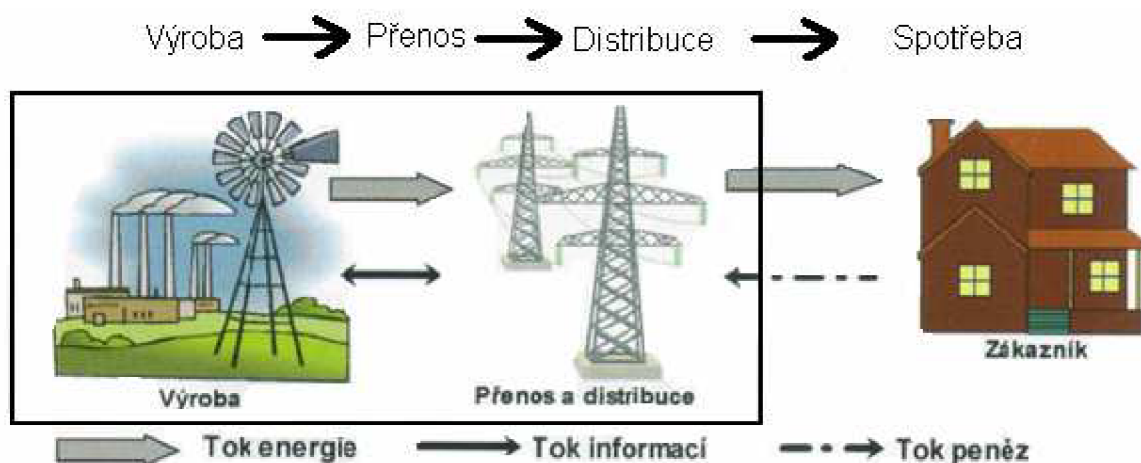 Výroba Přenos Distribuce Spotřeba
Výroba
Přenos a distribuce
Zákazník
Tok energie Tok informací Tok peněz